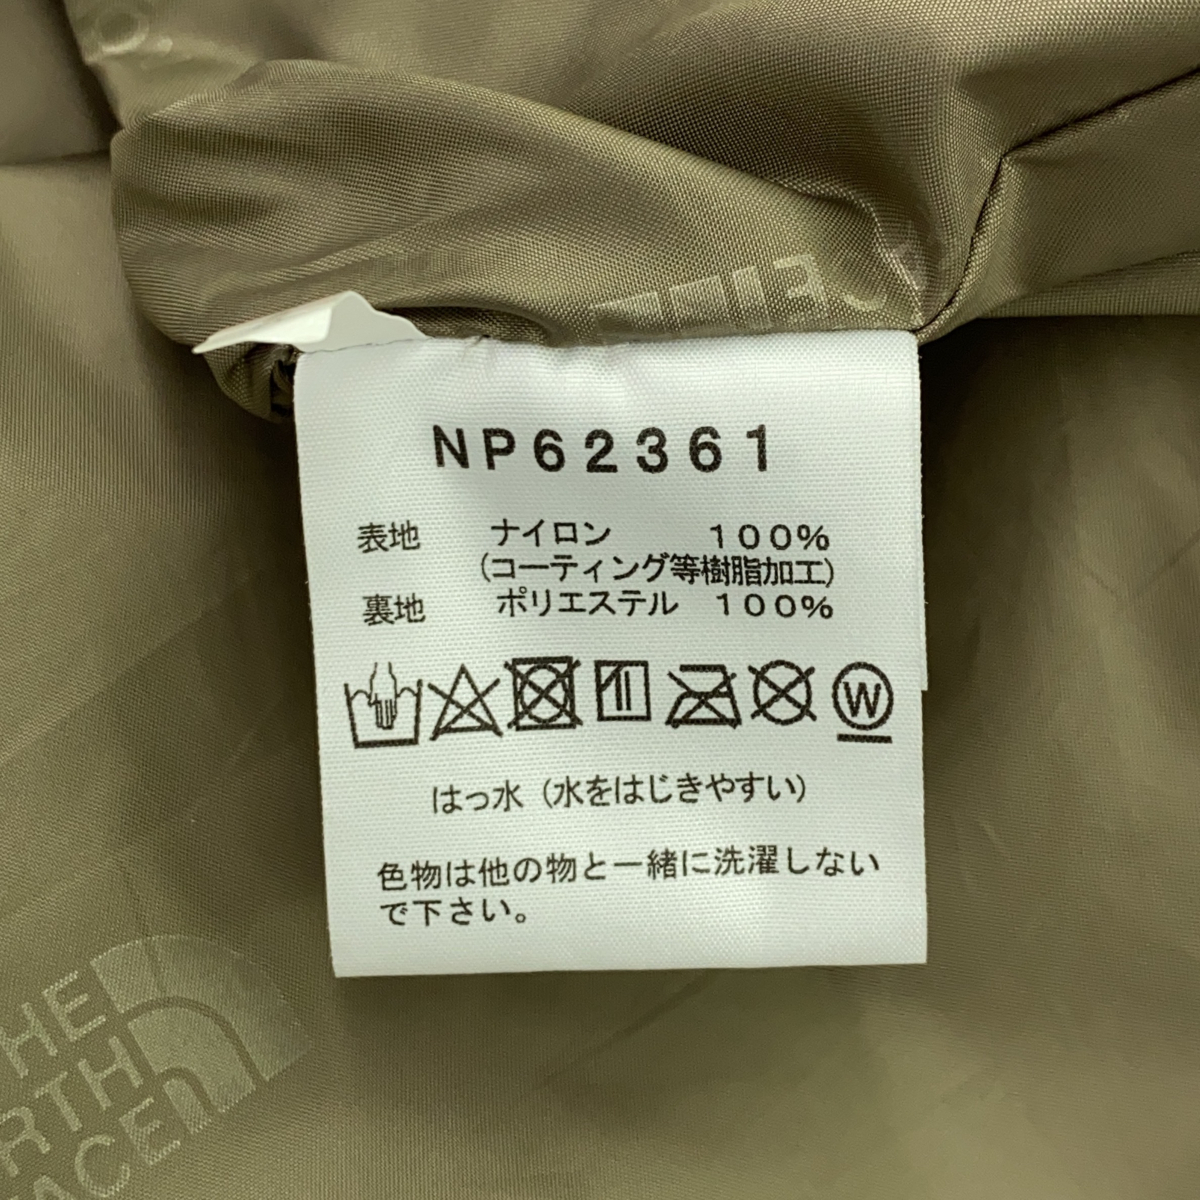 NP62361
表地 ナイロン 100%
(コーティング等樹脂加工)
裏地 ポリエステル 100%
W
はっ水(水をはじきやすい)
色物は他の物と一緒に洗濯しない
で下さい。
THE
NORTH
FACE